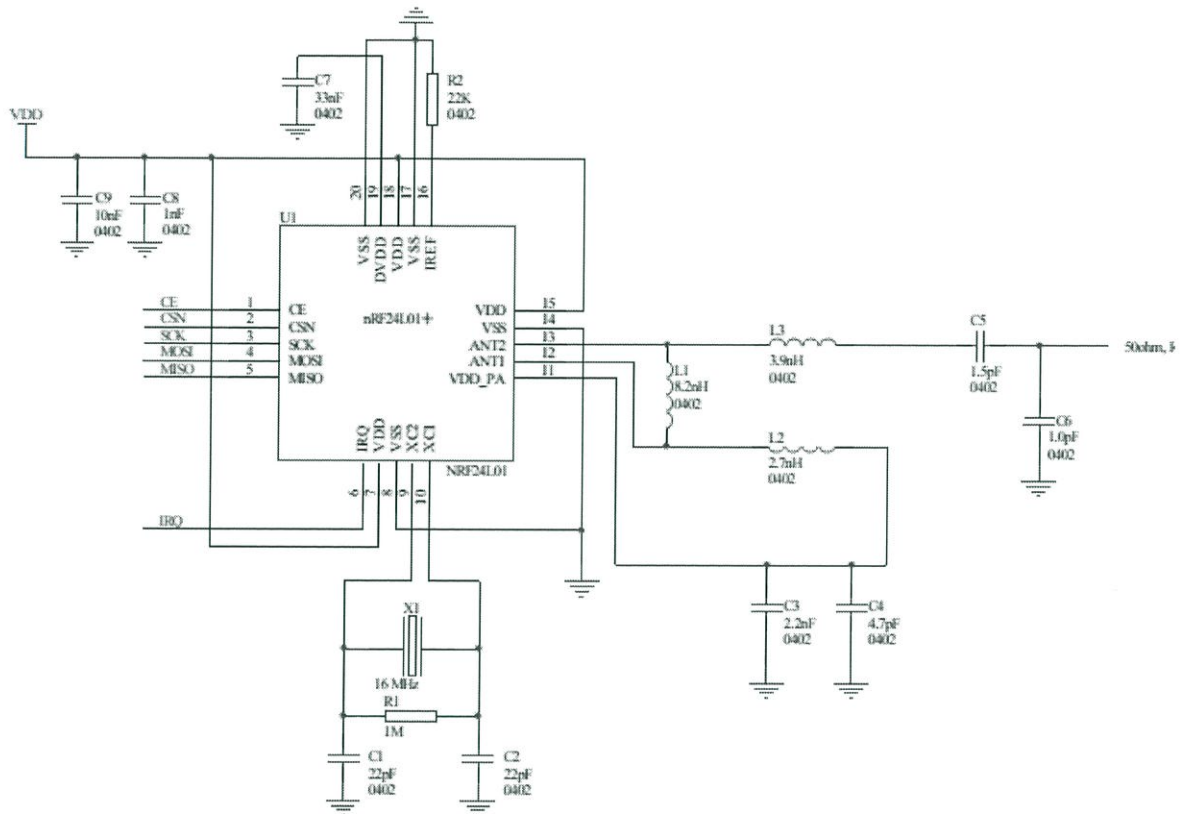 C7
33nF
0402
R2
22K
0402
VDD
C9
10nF
0402
C8
1nF
0402
20
19
18
17
16
U1
VSS
DVDD
VDD
VSS
IREF
CE
CSN
SCK
MOSI
MISO
1
2
3
4
5
CE
CSN
SCK
MOSI
MISO
nRF24L01+
VDD
VSS
ANT2
ANT1
VDD_PA
15
14
13
12
11
IRQ
VDD
VSS
XC2
XC1
NRF24L01
6
7
8
9
10
IRQ
L3
3.9nH
0402
L1
8.2nH
0402
L2
2.7nH
0402
C5
1.5pF
0402
50ohm,
C6
1.0pF
0402
C3
2.2nF
0402
C4
4.7pF
0402
X1
16 MHz
R1
1M
C1
22pF
0402
C2
22pF
0402